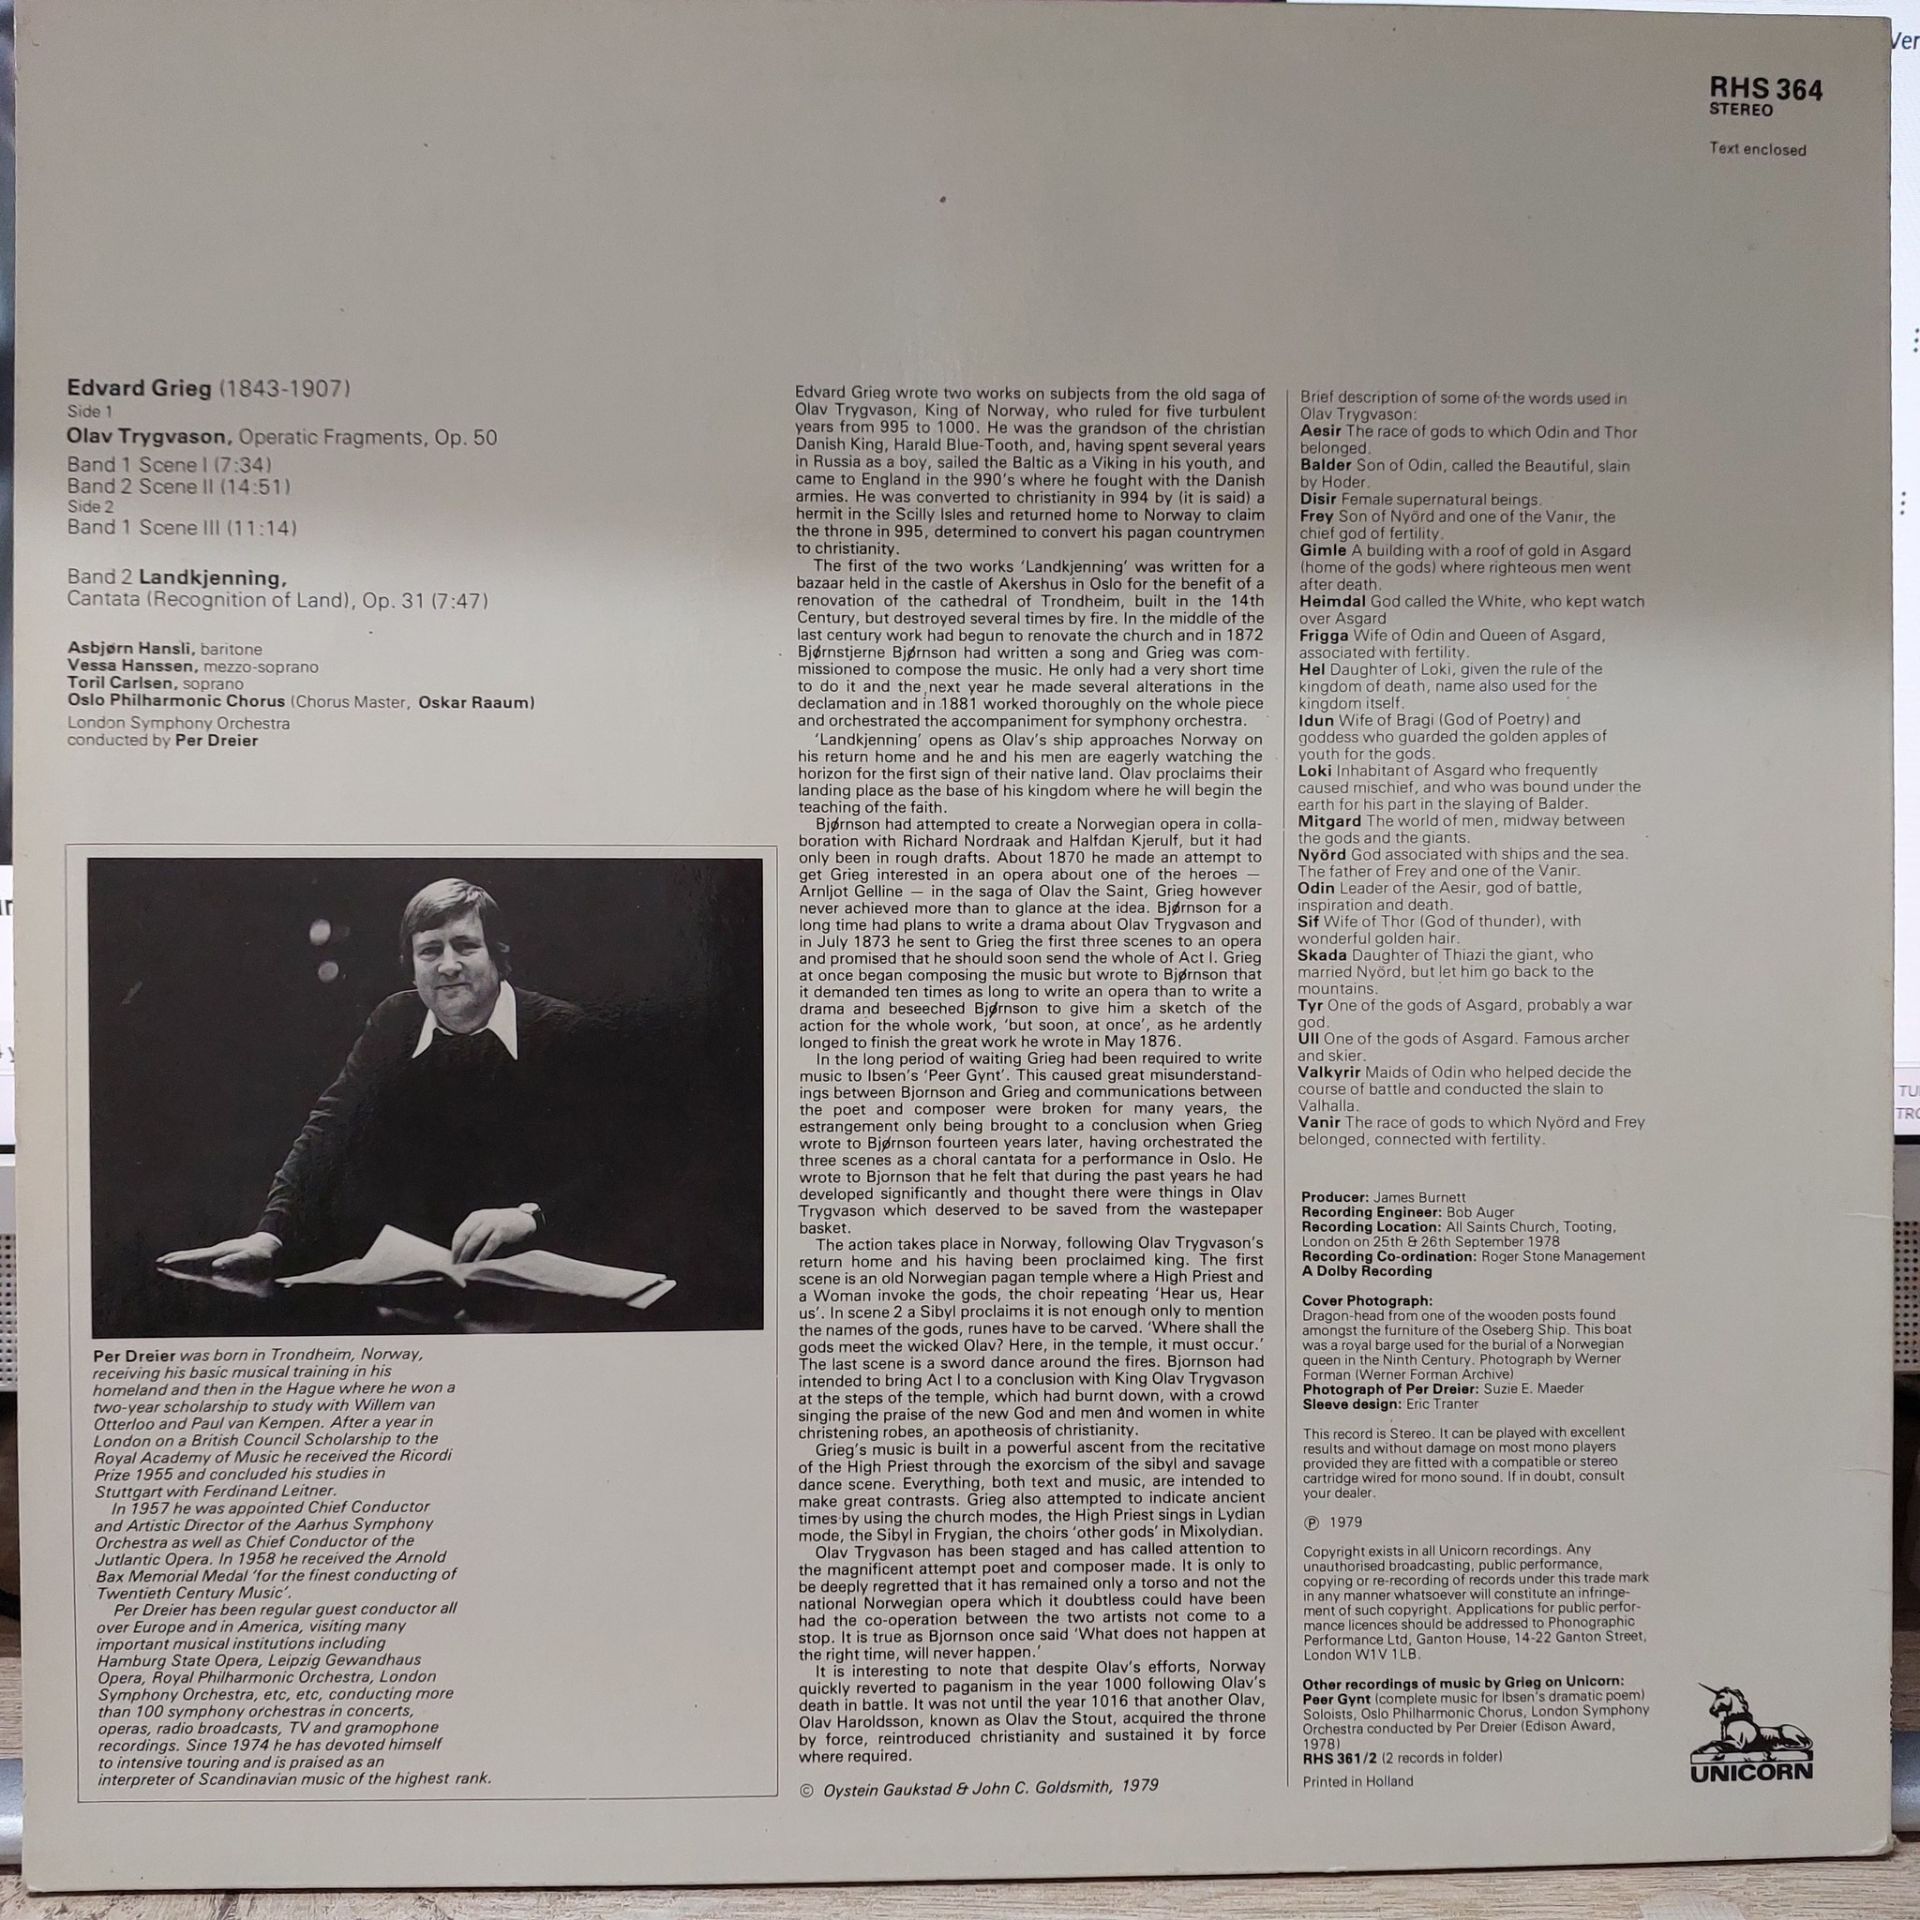 RHS 364
STEREO
Text enclosed
Edvard Grieg (1843-1907)
Side 1
Olav Trygvason, Operatic Fragments, Op. 50
Band 1 Scene I (7:34)
Band 2 Scene II (14:51)
Side 2
Band 1 Scene III (11:14)
Band 2 Landkjenning,
Cantata (Recognition of Land), Op. 31 (7:47)
Asbjørn Hansli, baritone
Vessa Hanssen, mezzo-soprano
Toril Carlsen, soprano
Oslo Philharmonic Chorus (Chorus Master, Oskar Raaum)
London Symphony Orchestra
conducted by Per Dreier
Per Dreier was born in Trondheim, Norway,
receiving his basic musical training in his
homeland and then in the Hague where he won a
two-year scholarship to study with Willem van
Otterloo and Paul van Kempen. After a year in
London on a British Council Scholarship to the
Royal Academy of Music he received the Ricordi
Prize 1955 and concluded his studies in
Stuttgart with Ferdinand Leitner.
In 1957 he was appointed Chief Conductor
and Artistic Director of the Aarhus Symphony
Orchestra as well as Chief Conductor of the
Jutlantic Opera. In 1958 he received the Arnold
Bax Memorial Medal 'for the finest conducting of
Twentieth Century Music'.
Per Dreier has been regular guest conductor all
over Europe and in America, visiting many
important musical institutions including
Hamburg State Opera, Leipzig Gewandhaus
Opera, Royal Philharmonic Orchestra, London
Symphony Orchestra, etc, etc, conducting more
than 100 symphony orchestras in concerts,
operas, radio broadcasts, TV and gramophone
recordings. Since 1974 he has devoted himself
to intensive touring and is praised as an
interpreter of Scandinavian music of the highest rank.
Edvard Grieg wrote two works on subjects from the old saga of
Olav Trygvason, King of Norway, who ruled for five turbulent
years from 995 to 1000. He was the grandson of the christian
Danish King, Harald Blue-Tooth, and, having spent several years
in Russia as a boy, sailed the Baltic as a Viking in his youth, and
came to England in the 990's where he fought with the Danish
armies. He was converted to christianity in 994 by (it is said) a
hermit in the Scilly Isles and returned home to Norway to claim
the throne in 995, determined to convert his pagan countrymen
to christianity.
The first of the two works 'Landkjenning' was written for a
bazaar held in the castle of Akershus in Oslo for the benefit of a
renovation of the cathedral of Trondheim, built in the 14th
Century, but destroyed several times by fire. In the middle of the
last century work had begun to renovate the church and in 1872
Bjørnstjerne Bjørnson had written a song and Grieg was com-
missioned to compose the music. He only had a very short time
to do it and the next year he made several alterations in the
declamation and in 1881 worked thoroughly on the whole piece
and orchestrated the accompaniment for symphony orchestra.
'Landkjenning' opens as Olav's ship approaches Norway on
his return home and he and his men are eagerly watching the
horizon for the first sign of their native land. Olav proclaims their
landing place as the base of his kingdom where he will begin the
teaching of the faith.
Bjørnson had attempted to create a Norwegian opera in colla-
boration with Richard Nordraak and Halfdan Kjerulf, but it had
only been in rough drafts. About 1870 he made an attempt to
get Grieg interested in an opera about one of the heroes —
Arnljot Gelline — in the saga of Olav the Saint, Grieg however
never achieved more than to glance at the idea. Bjørnson for a
long time had plans to write a drama about Olav Trygvason and
in July 1873 he sent to Grieg the first three scenes to an opera
and promised that he should soon send the whole of Act I. Grieg
at once began composing the music but wrote to Bjørnson that
it demanded ten times as long to write an opera than to write a
drama and beseeched Bjørnson to give him a sketch of the
action for the whole work, 'but soon, at once', as he ardently
longed to finish the great work he wrote in May 1876.
In the long period of waiting Grieg had been required to write
music to Ibsen's 'Peer Gynt'. This caused great misunderstand-
ings between Bjornson and Grieg and communications between
the poet and composer were broken for many years, the
estrangement only being brought to a conclusion when Grieg
wrote to Bjørnson fourteen years later, having orchestrated the
three scenes as a choral cantata for a performance in Oslo. He
wrote to Bjornson that he felt that during the past years he had
developed significantly and thought there were things in Olav
Trygvason which deserved to be saved from the wastepaper
basket.
The action takes place in Norway, following Olav Trygvason's
return home and his having been proclaimed king. The first
scene is an old Norwegian pagan temple where a High Priest and
a Woman invoke the gods, the choir repeating 'Hear us, Hear
us'. In scene 2 a Sibyl proclaims it is not enough only to mention
the names of the gods, runes have to be carved. 'Where shall the
gods meet the wicked Olav? Here, in the temple, it must occur.'
The last scene is a sword dance around the fires. Bjornson had
intended to bring Act I to a conclusion with King Olav Trygvason
at the steps of the temple, which had burnt down, with a crowd
singing the praise of the new God and men and women in white
christening robes, an apotheosis of christianity.
Grieg's music is built in a powerful ascent from the recitative
of the High Priest through the exorcism of the sibyl and savage
dance scene. Everything, both text and music, are intended to
make great contrasts. Grieg also attempted to indicate ancient
times by using the church modes, the High Priest sings in Lydian
mode, the Sibyl in Frygian, the choirs 'other gods' in Mixolydian.
Olav Trygvason has been staged and has called attention to
the magnificent attempt poet and composer made. It is only to
be deeply regretted that it has remained only a torso and not the
national Norwegian opera which it doubtless could have been
had the co-operation between the two artists not come to a
stop. It is true as Bjornson once said 'What does not happen at
the right time, will never happen.'
It is interesting to note that despite Olav's efforts, Norway
quickly reverted to paganism in the year 1000 following Olav's
death in battle. It was not until the year 1016 that another Olav,
Olav Haroldsson, known as Olav the Stout, acquired the throne
by force, reintroduced christianity and sustained it by force
where required.
© Oystein Gaukstad & John C. Goldsmith, 1979
Brief description of some of the words used in
Olav Trygvason:
Aesir The race of gods to which Odin and Thor
belonged.
Balder Son of Odin, called the Beautiful, slain
by Hoder.
Disir Female supernatural beings.
Frey Son of Nyörd and one of the Vanir, the
chief god of fertility.
Gimle A building with a roof of gold in Asgard
(home of the gods) where righteous men went
after death.
Heimdal God called the White, who kept watch
over Asgard
Frigga Wife of Odin and Queen of Asgard,
associated with fertility.
Hel Daughter of Loki, given the rule of the
kingdom of death, name also used for the
kingdom itself.
Idun Wife of Bragi (God of Poetry) and
goddess who guarded the golden apples of
youth for the gods.
Loki Inhabitant of Asgard who frequently
caused mischief, and who was bound under the
earth for his part in the slaying of Balder.
Mitgard The world of men, midway between
the gods and the giants.
Nyörd God associated with ships and the sea.
The father of Frey and one of the Vanir.
Odin Leader of the Aesir, god of battle,
inspiration and death.
Sif Wife of Thor (God of thunder), with
wonderful golden hair.
Skada Daughter of Thiazi the giant, who
married Nyörd, but let him go back to the
mountains.
Tyr One of the gods of Asgard, probably a war
god.
Ull One of the gods of Asgard. Famous archer
and skier.
Valkyrir Maids of Odin who helped decide the
course of battle and conducted the slain to
Valhalla.
Vanir The race of gods to which Nyörd and Frey
belonged, connected with fertility.
Producer: James Burnett
Recording Engineer: Bob Auger
Recording Location: All Saints Church, Tooting,
London on 25th & 26th September 1978
Recording Co-ordination: Roger Stone Management
A Dolby Recording
Cover Photograph:
Dragon-head from one of the wooden posts found
amongst the furniture of the Oseberg Ship. This boat
was a royal barge used for the burial of a Norwegian
queen in the Ninth Century. Photograph by Werner
Forman (Werner Forman Archive)
Photograph of Per Dreier: Suzie E. Maeder
Sleeve design: Eric Tranter
This record is Stereo. It can be played with excellent
results and without damage on most mono players
provided they are fitted with a compatible or stereo
cartridge wired for mono sound. If in doubt, consult
your dealer.
℗ 1979
Copyright exists in all Unicorn recordings. Any
unauthorised broadcasting, public performance,
copying or re-recording of records under this trade mark
in any manner whatsoever will constitute an infringe-
ment of such copyright. Applications for public perfor-
mance licences should be addressed to Phonographic
Performance Ltd, Ganton House, 14-22 Ganton Street,
London W1V 1LB.
Other recordings of music by Grieg on Unicorn:
Peer Gynt (complete music for Ibsen's dramatic poem)
Soloists, Oslo Philharmonic Chorus, London Symphony
Orchestra conducted by Per Dreier (Edison Award,
1978)
RHS 361/2 (2 records in folder)
Printed in Holland
UNICORN